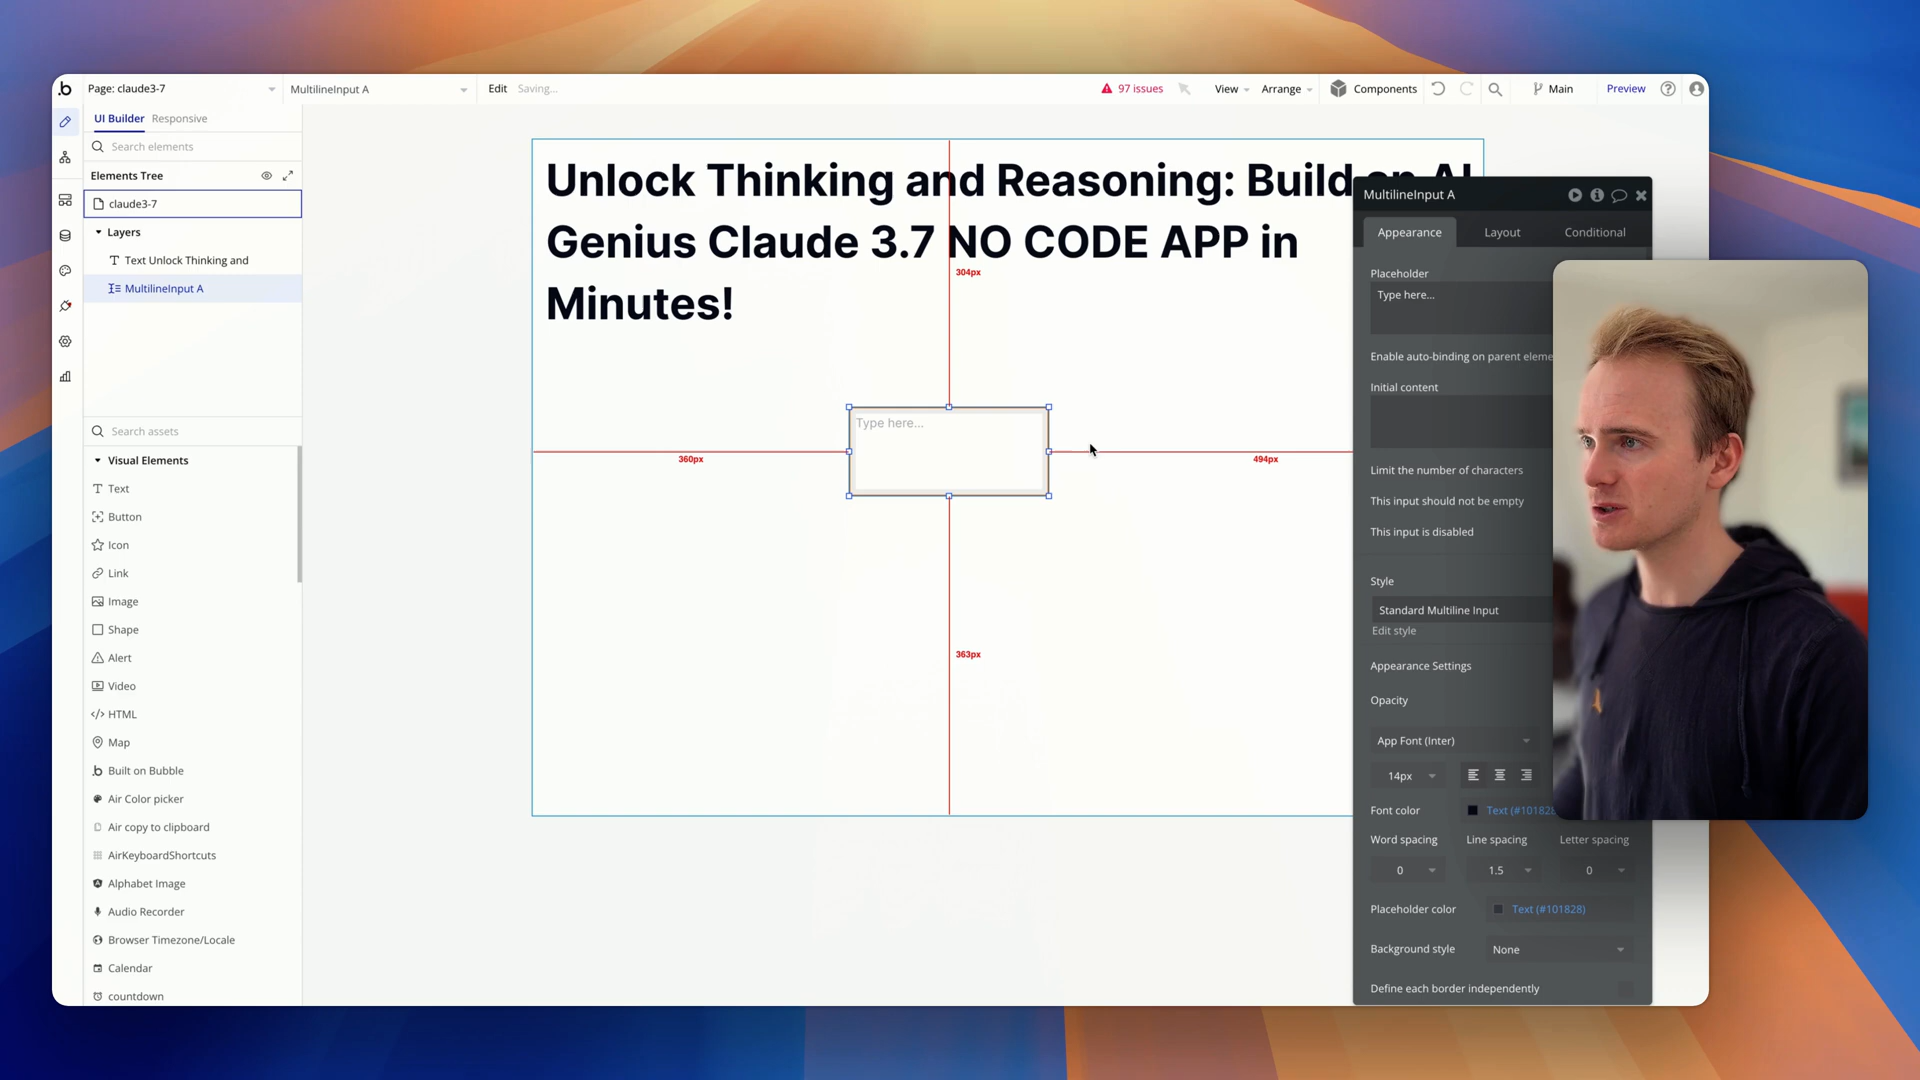 Page: claude3-7
MultilineInput A
Edit
Saving...
97 issues
View
Arrange
Components
Main
Preview
UI Builder
Responsive
Search elements
Elements Tree
claude3-7
Layers
Text Unlock Thinking and
MultilineInput A
Search assets
Visual Elements
Text
Button
Icon
Link
Image
Shape
Alert
Video
HTML
Map
Built on Bubble
Air Color picker
Air copy to clipboard
AirKeyboardShortcuts
Alphabet Image
Audio Recorder
Browser Timezone/Locale
Calendar
countdown
Unlock Thinking and Reasoning: Build an AI
Genius Claude 3.7 NO CODE APP in
Minutes!
304px
Type here...
360px
494px
363px
MultilineInput A
Appearance
Layout
Conditional
Placeholder
Type here...
Enable auto-binding on parent eleme
Initial content
Limit the number of characters
This input should not be empty
This input is disabled
Style
Standard Multiline Input
Edit style
Appearance Settings
Opacity
App Font (Inter)
14px
Font color
Text (#101828
Word spacing
Line spacing
Letter spacing
0
1.5
0
Placeholder color
Text (#101828)
Background style
None
Define each border independently